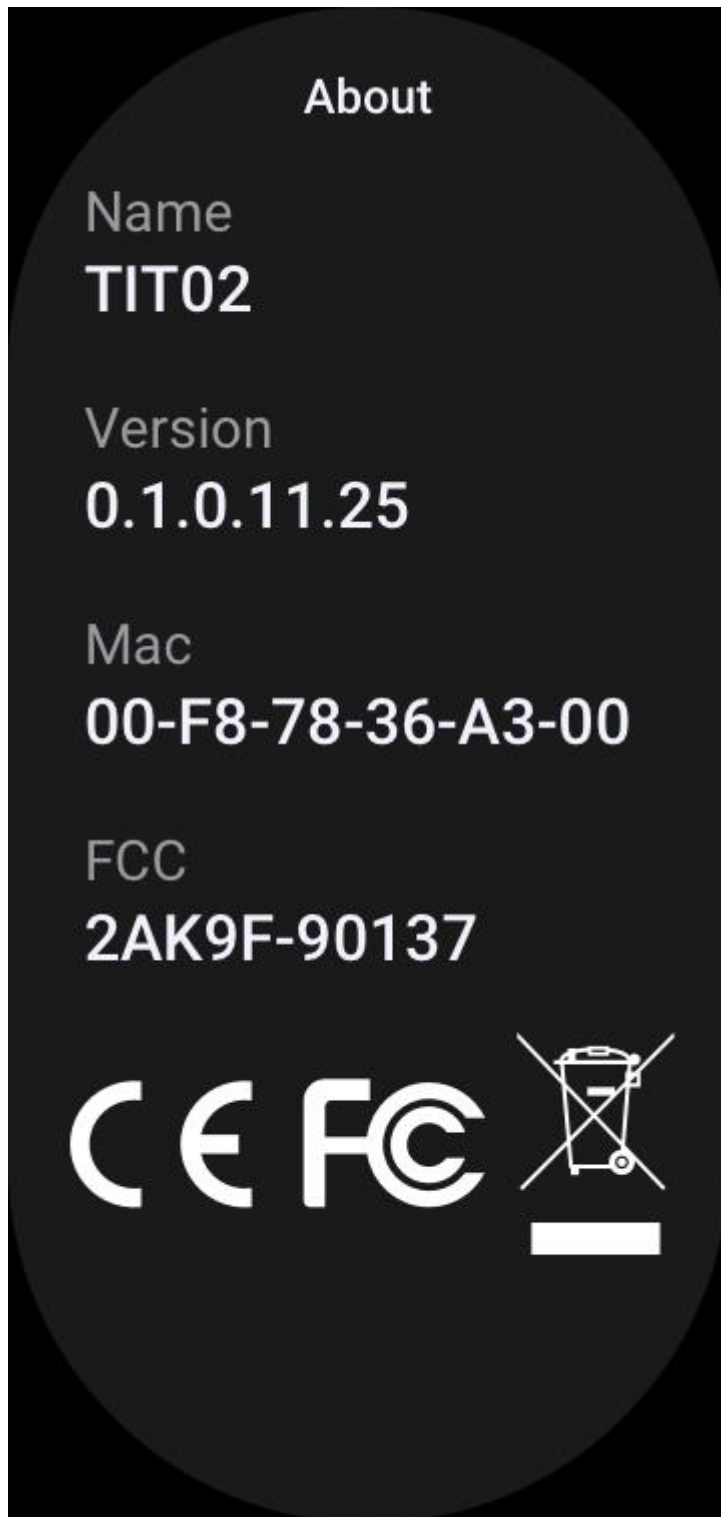 About
Name
TIT02
Version
0.1.0.11.25
Mac
00-F8-78-36-A3-00
FCC
2AK9F-90137
CE FC